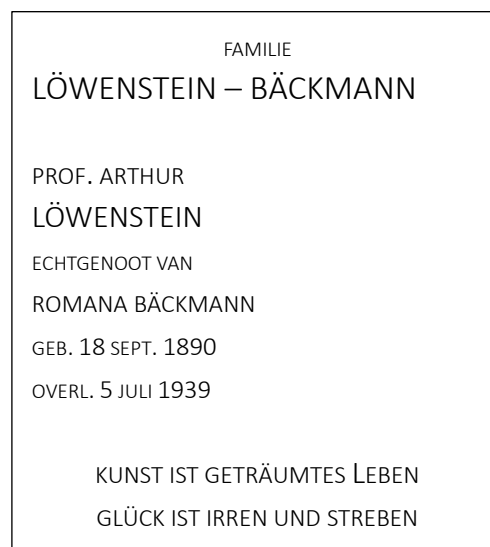 FAMILIE
LÖWENSTEIN – BÄCKMANN
PROF. ARTHUR
LÖWENSTEIN
ECHTGENOOT VAN
ROMANA BÄCKMANN
GEB. 18 SEPT. 1890
OVERL. 5 JULI 1939
KUNST IST GETRÄUMTES LEBEN
GLÜCK IST IRREN UND STREBEN